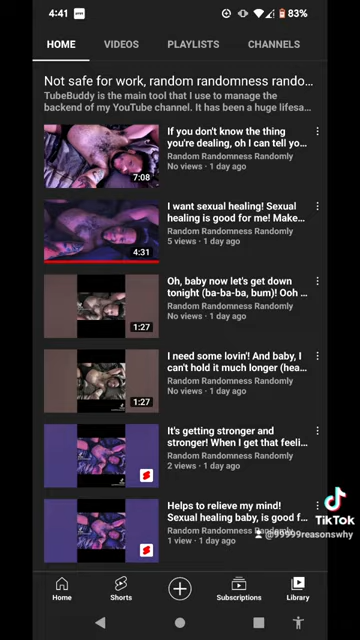 4:41
83%
HOME VIDEOS PLAYLISTS CHANNELS
Not safe for work, random randomness rando...
TubeBuddy is the main tool that I use to manage the
backend of my YouTube channel. It has been a huge lifesa...
If you don't know the thing
you're dealing, oh I can tell yo...
Random Randomness Randomly
No views · 1 day ago
7:08
I want sexual healing! Sexual
healing is good for me! Make...
Random Randomness Randomly
5 views · 1 day ago
4:31
Oh, baby now let's get down
tonight (ba-ba-ba, bum)! Ooh ...
Random Randomness Randomly
No views · 1 day ago
1:27
I need some lovin'! And baby, I
can't hold it much longer (hea...
Random Randomness Randomly
No views · 1 day ago
1:27
It's getting stronger and
stronger! When I get that feeli...
Random Randomness Randomly
2 views · 1 day ago
Helps to relieve my mind!
Sexual healing baby, is good f...
Random Randomness Randomly
1 view · 1 day ago
TikTok
@99999reasonswhy
Home Shorts Subscriptions Library